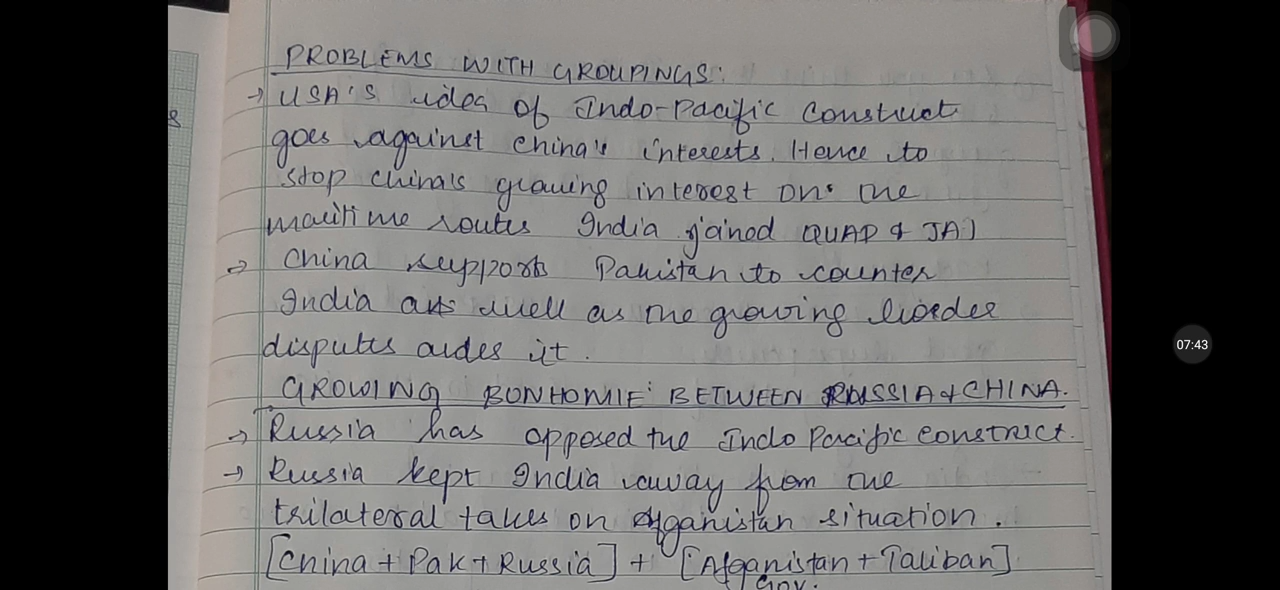 PROBLEMS WITH GROUPINGS:
→ USA's idea of Indo-Pacific construct
goes against China's interests. Hence to
stop china's growing interest on the
maritime routes India joined QUAD & JAI
→ China supports Pakistan to counter
India as well as the growing border
disputes aides it.
GROWING BONHOMIE BETWEEN RUSSIA & CHINA.
→ Russia has opposed the Indo Pacific construct.
→ Russia kept India away from the
trilateral talks on Afganistan situation.
[China + Pak + Russia] + [Afganistan + Taliban]
Gov.
8
07:43